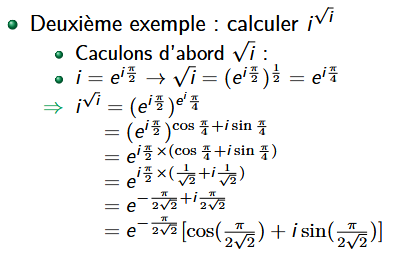 • Deuxième exemple : calculer $i^{\sqrt{i}}$
• Caculons d'abord $\sqrt{i}$ :
• $i = e^{i\frac{\pi}{2}} \rightarrow \sqrt{i} = (e^{i\frac{\pi}{2}})^{\frac{1}{2}} = e^{i\frac{\pi}{4}}$
$\Rightarrow i^{\sqrt{i}} = (e^{i\frac{\pi}{2}})^{e^{i}\frac{\pi}{4}}$
$= (e^{i\frac{\pi}{2}})^{\cos\frac{\pi}{4}+i\sin\frac{\pi}{4}}$
$= e^{i\frac{\pi}{2}\times(\cos\frac{\pi}{4}+i\sin\frac{\pi}{4})}$
$= e^{i\frac{\pi}{2}\times(\frac{1}{\sqrt{2}}+i\frac{1}{\sqrt{2}})}$
$= e^{-\frac{\pi}{2\sqrt{2}}+i\frac{\pi}{2\sqrt{2}}}$
$= e^{-\frac{\pi}{2\sqrt{2}}}[\cos(\frac{\pi}{2\sqrt{2}}) + i\sin(\frac{\pi}{2\sqrt{2}})]$